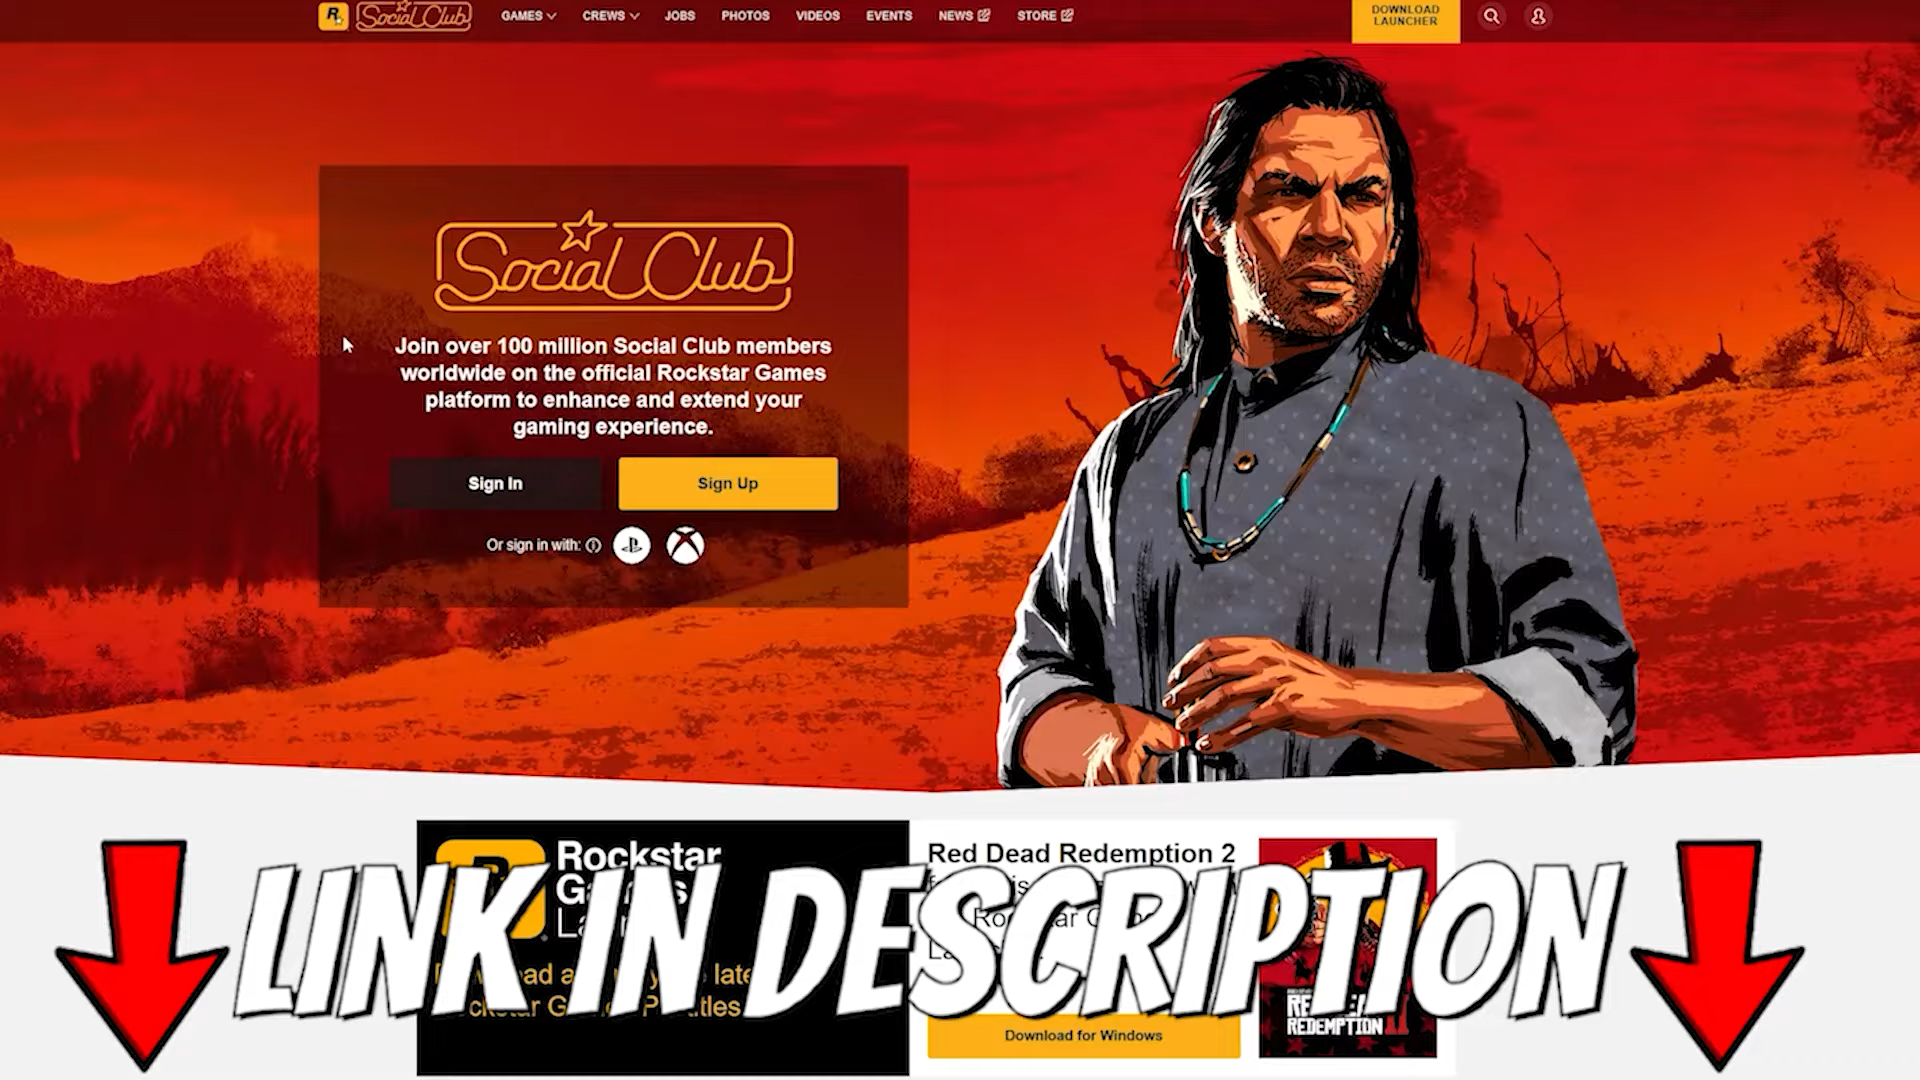 R
Social Club
GAMES
CREWS
JOBS
PHOTOS
VIDEOS
EVENTS
NEWS
STORE
DOWNLOAD
LAUNCHER
Social Club
Join over 100 million Social Club members
worldwide on the official Rockstar Games
platform to enhance and extend your
gaming experience.
Sign In
Sign Up
Or sign in with:
Rockstar
Games
Red Dead Redemption 2
LINK IN DESCRIPTION
REDEMPTION II
Download for Windows